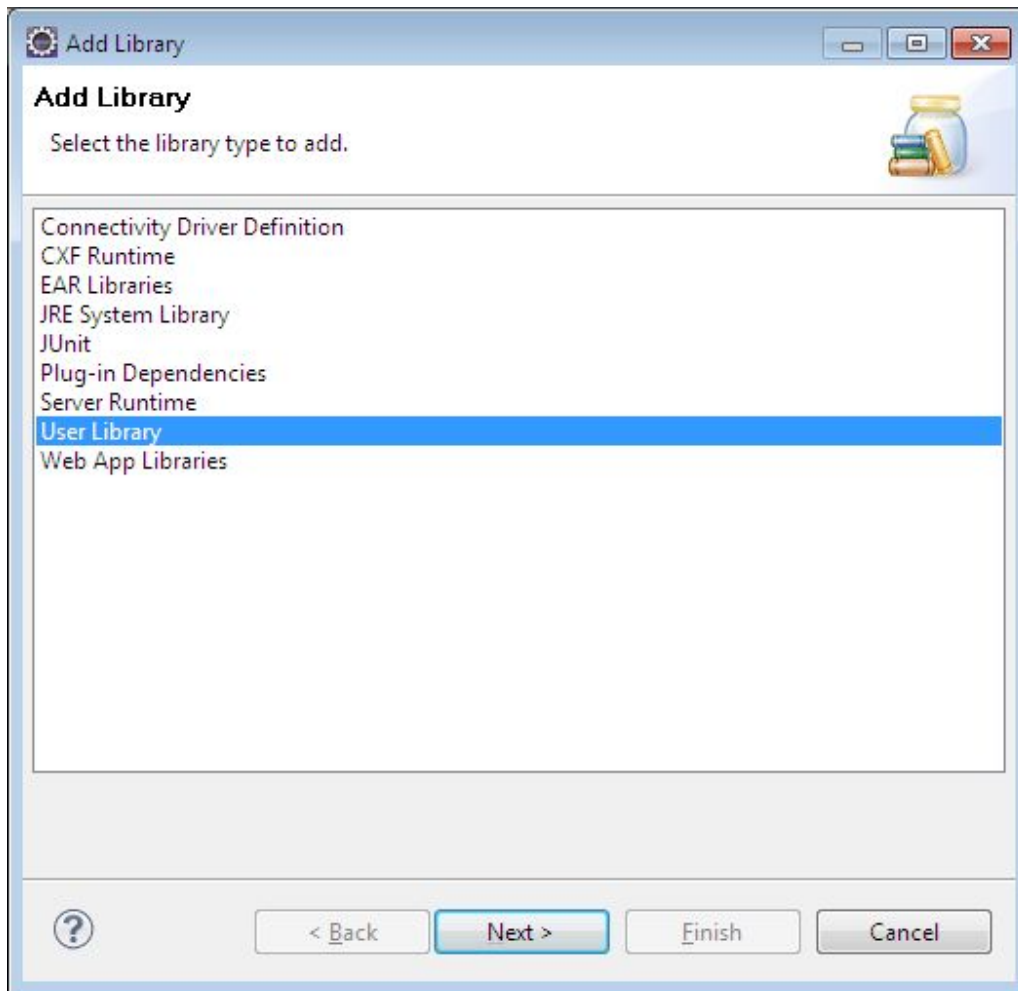 Add Library
Add Library
Select the library type to add.
Connectivity Driver Definition
CXF Runtime
EAR Libraries
JRE System Library
JUnit
Plug-in Dependencies
Server Runtime
User Library
Web App Libraries
? < Back Next > Finish Cancel